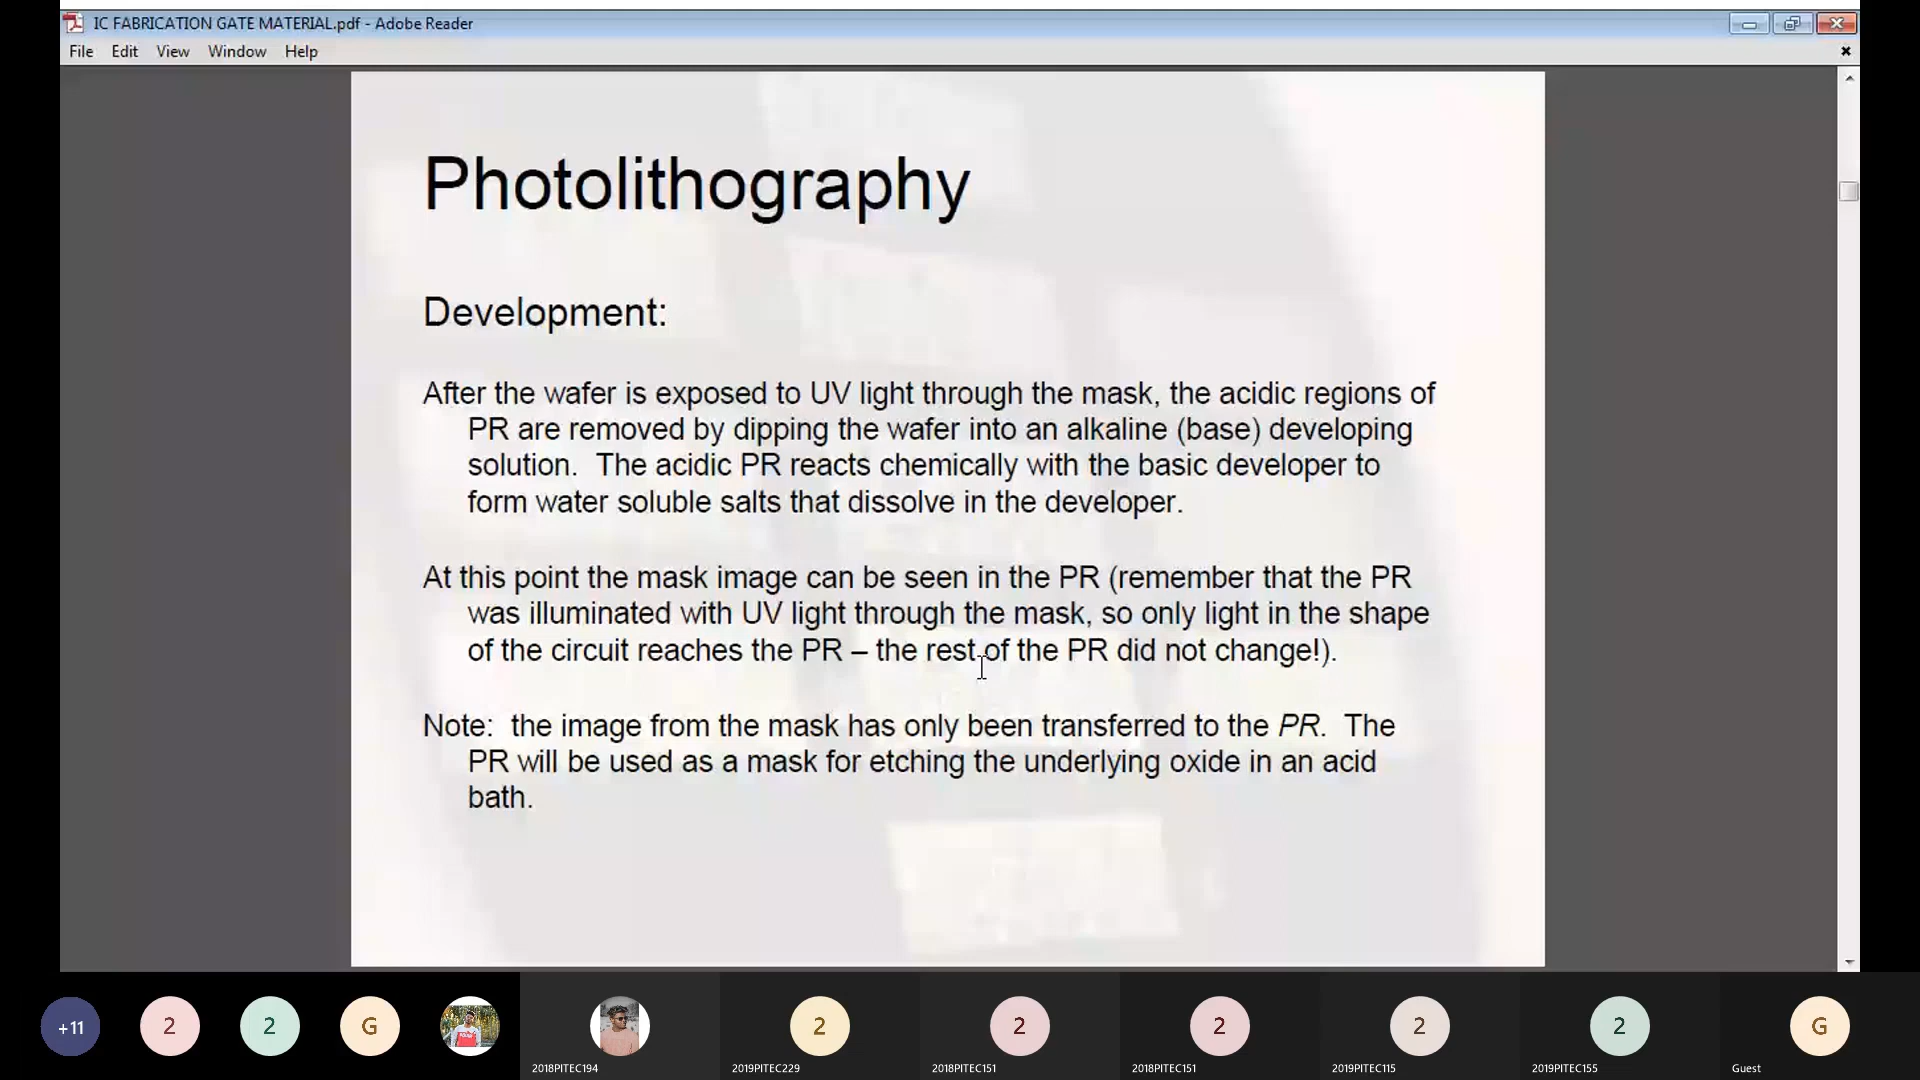 IC FABRICATION GATE MATERIAL.pdf - Adobe Reader
File Edit View Window Help
Photolithography
Development:
After the wafer is exposed to UV light through the mask, the acidic regions of
PR are removed by dipping the wafer into an alkaline (base) developing
solution. The acidic PR reacts chemically with the basic developer to
form water soluble salts that dissolve in the developer.
At this point the mask image can be seen in the PR (remember that the PR
was illuminated with UV light through the mask, so only light in the shape
of the circuit reaches the PR – the rest of the PR did not change!).
Note: the image from the mask has only been transferred to the PR. The
PR will be used as a mask for etching the underlying oxide in an acid
bath.
+11 2 2 G 2 2 2 2 2 G
2018PITEC194 2019PITEC229 2018PITEC151 2018PITEC151 2019PITEC115 2019PITEC155 Guest